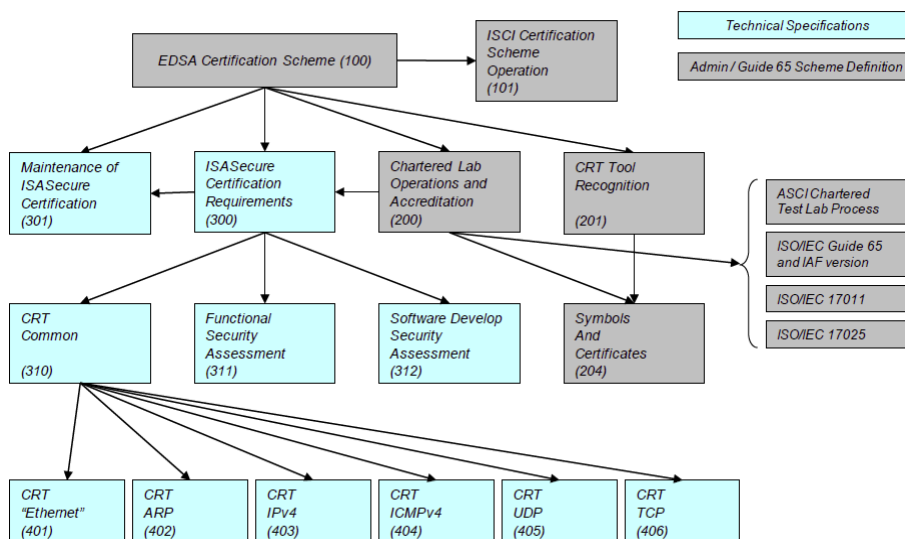 EDSA Certification Scheme (100)
ISCI Certification
Scheme
Operation
(101)
Technical Specifications
Admin / Guide 65 Scheme Definition
Maintenance of
ISASecure
Certification
(301)
ISASecure
Certification
Requirements
(300)
Chartered Lab
Operations and
Accreditation
(200)
CRT Tool
Recognition
(201)
ASCI Chartered
Test Lab Process
ISO/IEC Guide 65
and IAF version
ISO/IEC 17011
ISO/IEC 17025
CRT
Common
(310)
Functional
Security
Assessment
(311)
Software Develop
Security
Assessment
(312)
Symbols
And
Certificates
(204)
CRT
"Ethernet"
(401)
CRT
ARP
(402)
CRT
IPv4
(403)
CRT
ICMPv4
(404)
CRT
UDP
(405)
CRT
TCP
(406)